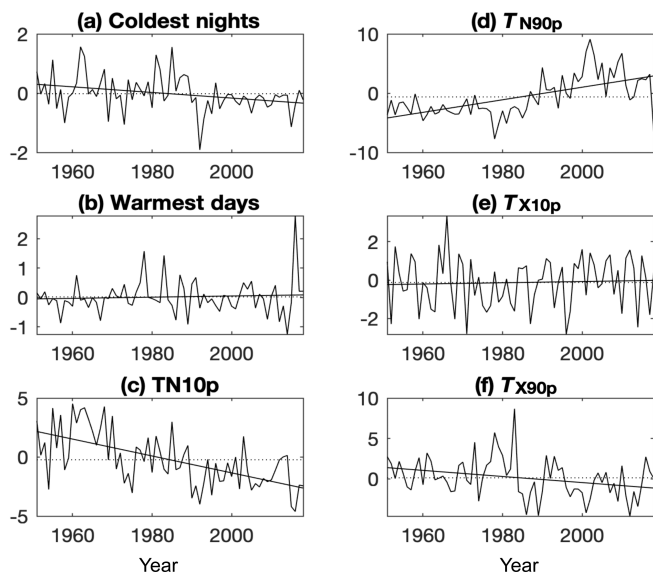 (a) Coldest nights
2
0
-2
1960 1980 2000
(b) Warmest days
2
1
0
-1
1960 1980 2000
(c) TN10p
5
0
-5
1960 1980 2000
Year
(d) TN90p
10
0
-10
1960 1980 2000
(e) TX10p
2
0
-2
1960 1980 2000
(f) TX90p
10
5
0
1960 1980 2000
Year